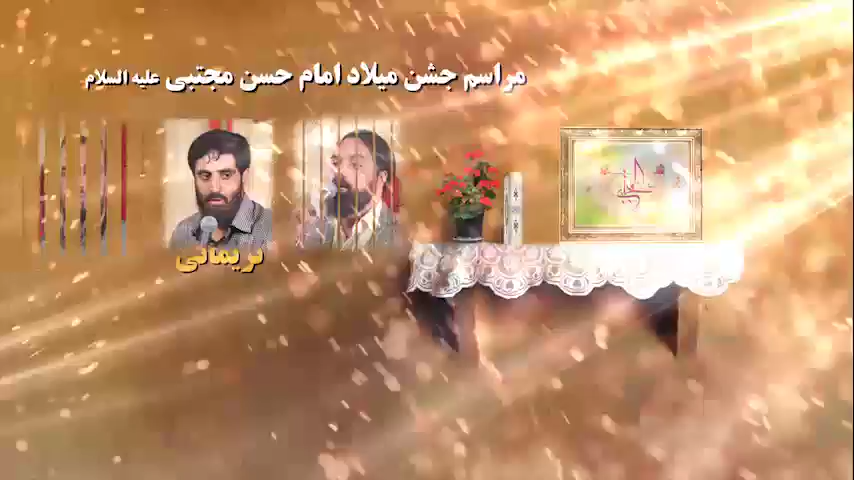 مراسم جشن میلاد امام حسن مجتبی علیه السلام
نریمانی